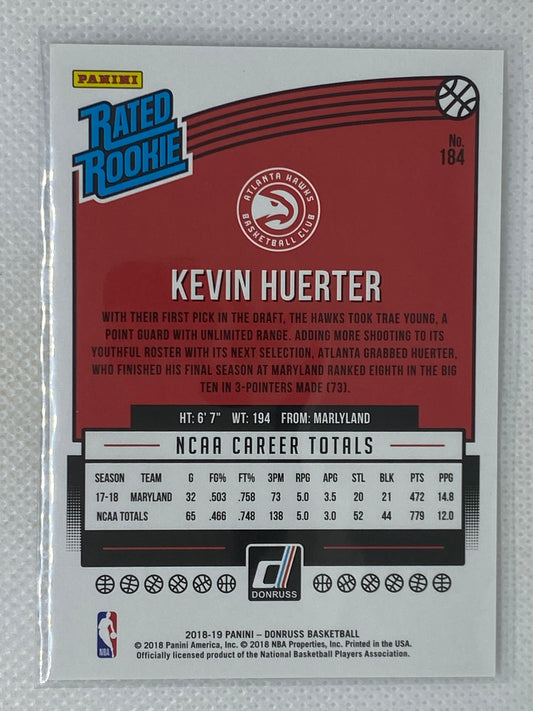 PANINI
RATED
ROOKIE
No.
184
ATLANTA HAWKS
BASKETBALL CLUB
KEVIN HUERTER
WITH THEIR FIRST PICK IN THE DRAFT, THE HAWKS TOOK TRAE YOUNG, A
POINT GUARD WITH UNLIMITED RANGE. ADDING MORE SHOOTING TO ITS
YOUTHFUL ROSTER WITH ITS NEXT SELECTION, ATLANTA GRABBED HUERTER,
WHO FINISHED HIS FINAL SEASON AT MARYLAND RANKED EIGHTH IN THE BIG
TEN IN 3-POINTERS MADE (73).
HT: 6' 7" WT: 194 FROM: MARLYLAND
NCAA CAREER TOTALS
SEASON TEAM G FG% FT% 3PM RPG APG STL BLK PTS PPG
17-18 MARYLAND 32 .503 .758 73 5.0 3.5 20 21 472 14.8
NCAA TOTALS 65 .466 .748 138 5.0 3.0 52 44 779 12.0
d
DONRUSS
NBA
2018-19 PANINI – DONRUSS BASKETBALL
© 2018 Panini America, Inc. © 2018 NBA Properties, Inc. Printed in the USA.
Officially licensed product of the National Basketball Players Association.